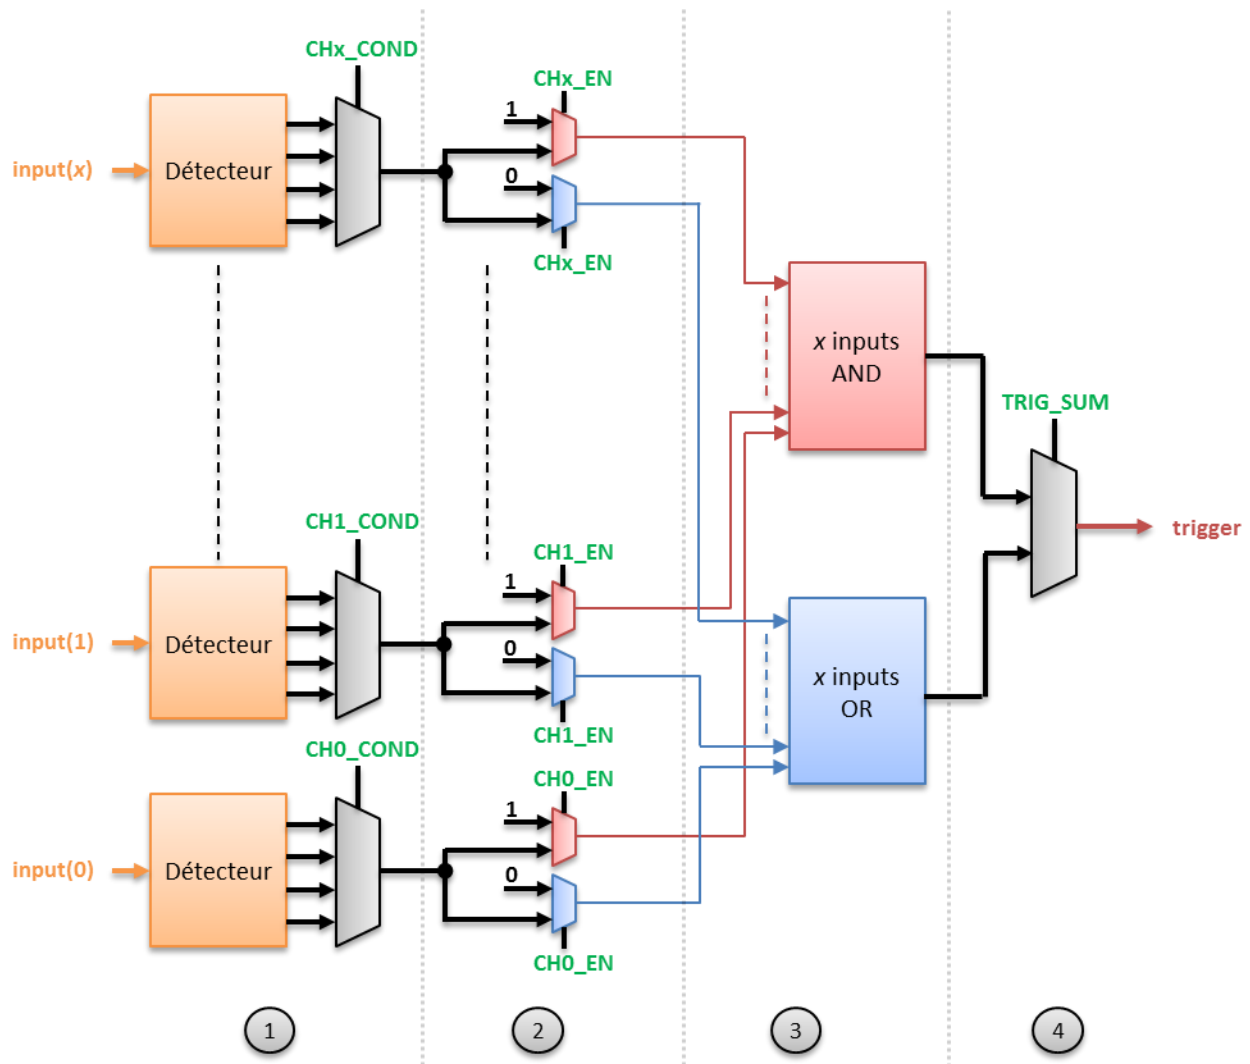 CHx_COND
CHx_EN
1
input(x)
Détecteur
0
CHx_EN
x inputs
AND
TRIG_SUM
CH1_COND
CH1_EN
1
trigger
input(1)
Détecteur
0
x inputs
OR
CH1_EN
CH0_COND
CH0_EN
1
input(0)
Détecteur
0
CH0_EN
1
2
3
4